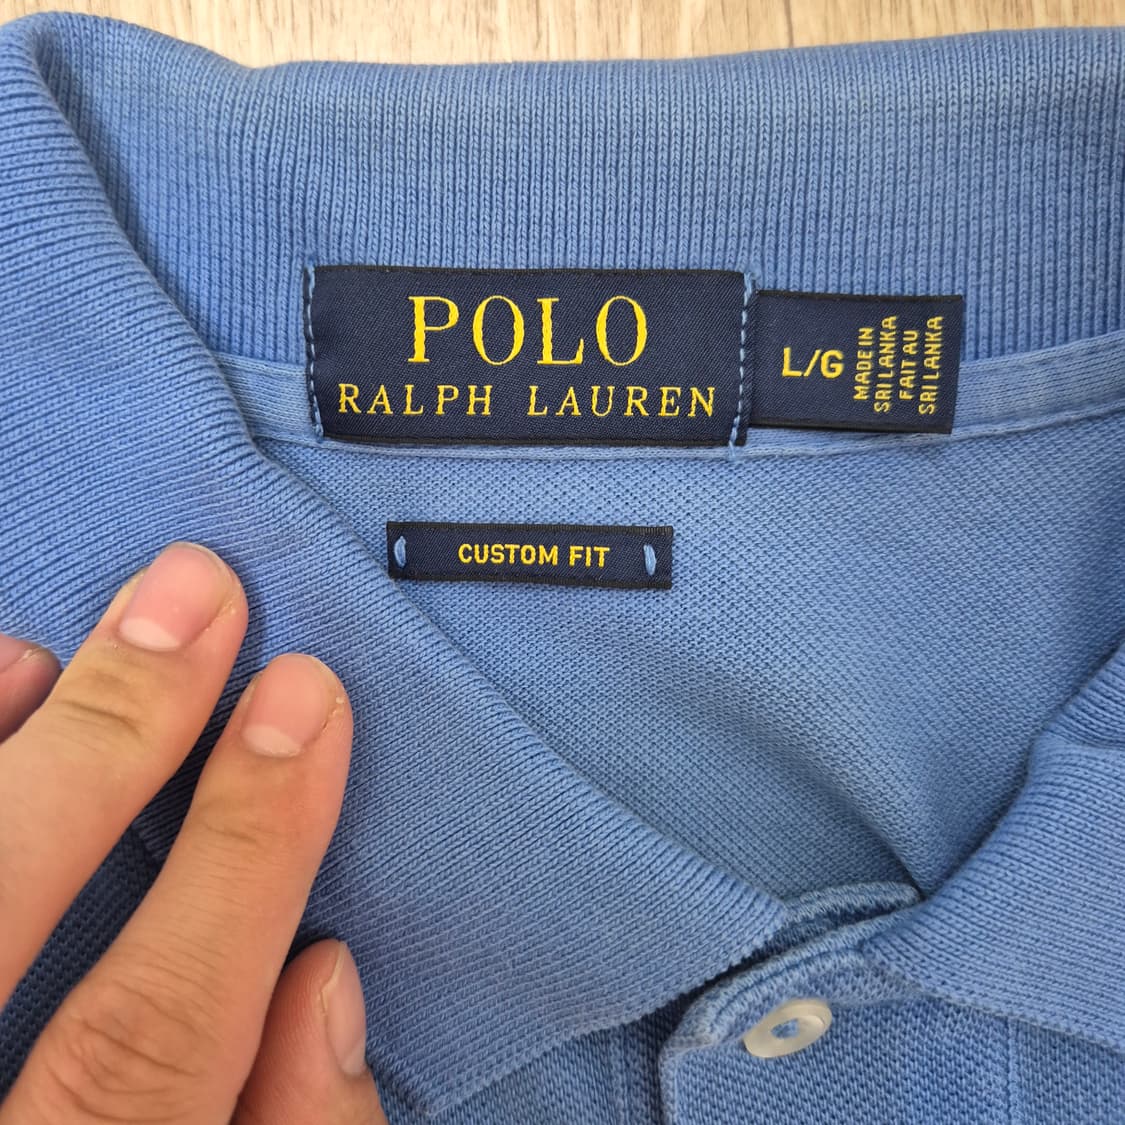 POLO
RALPH LAUREN
L/G
MADE IN
SRI LANKA
FAIT AU
SRI LANKA
CUSTOM FIT